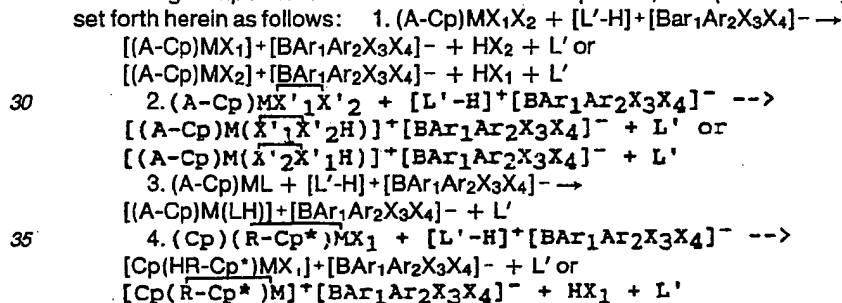 set forth herein as follows: 1. (A-Cp)MX1X2 + [L'-H]+[Bar1Ar2X3X4]- →
[(A-Cp)MX1]+[BAr1Ar2X3X4]- + HX2 + L' or
[(A-Cp)MX2]+[BAr1Ar2X3X4]- + HX1 + L'
30 2. (A-Cp)MX'1X'2 + [L'-H]+[BAr1Ar2X3X4]- -->
[(A-Cp)M(X'1X'2H)]+[BAr1Ar2X3X4]- + L' or
[(A-Cp)M(X'2X'1H)]+[BAr1Ar2X3X4]- + L'
3. (A-Cp)ML + [L'-H]+[BAr1Ar2X3X4]- →
[(A-Cp)M(LH)]+[BAr1Ar2X3X4]- + L'
35 4. (Cp)(R-Cp*)MX1 + [L'-H]+[BAr1Ar2X3X4]- -->
[Cp(HR-Cp*)MX1]+[BAr1Ar2X3X4]- + L' or
[Cp(R-Cp*)M]+[BAr1Ar2X3X4]- + HX1 + L'